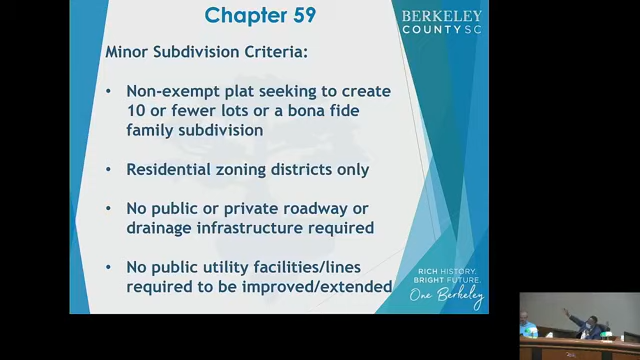 Chapter 59
BERKELEY
COUNTY SC
Minor Subdivision Criteria:
• Non-exempt plat seeking to create
10 or fewer lots or a bona fide
family subdivision
• Residential zoning districts only
• No public or private roadway or
drainage infrastructure required
• No public utility facilities/lines
required to be improved/extended
RICH HISTORY.
BRIGHT FUTURE.
One Berkeley